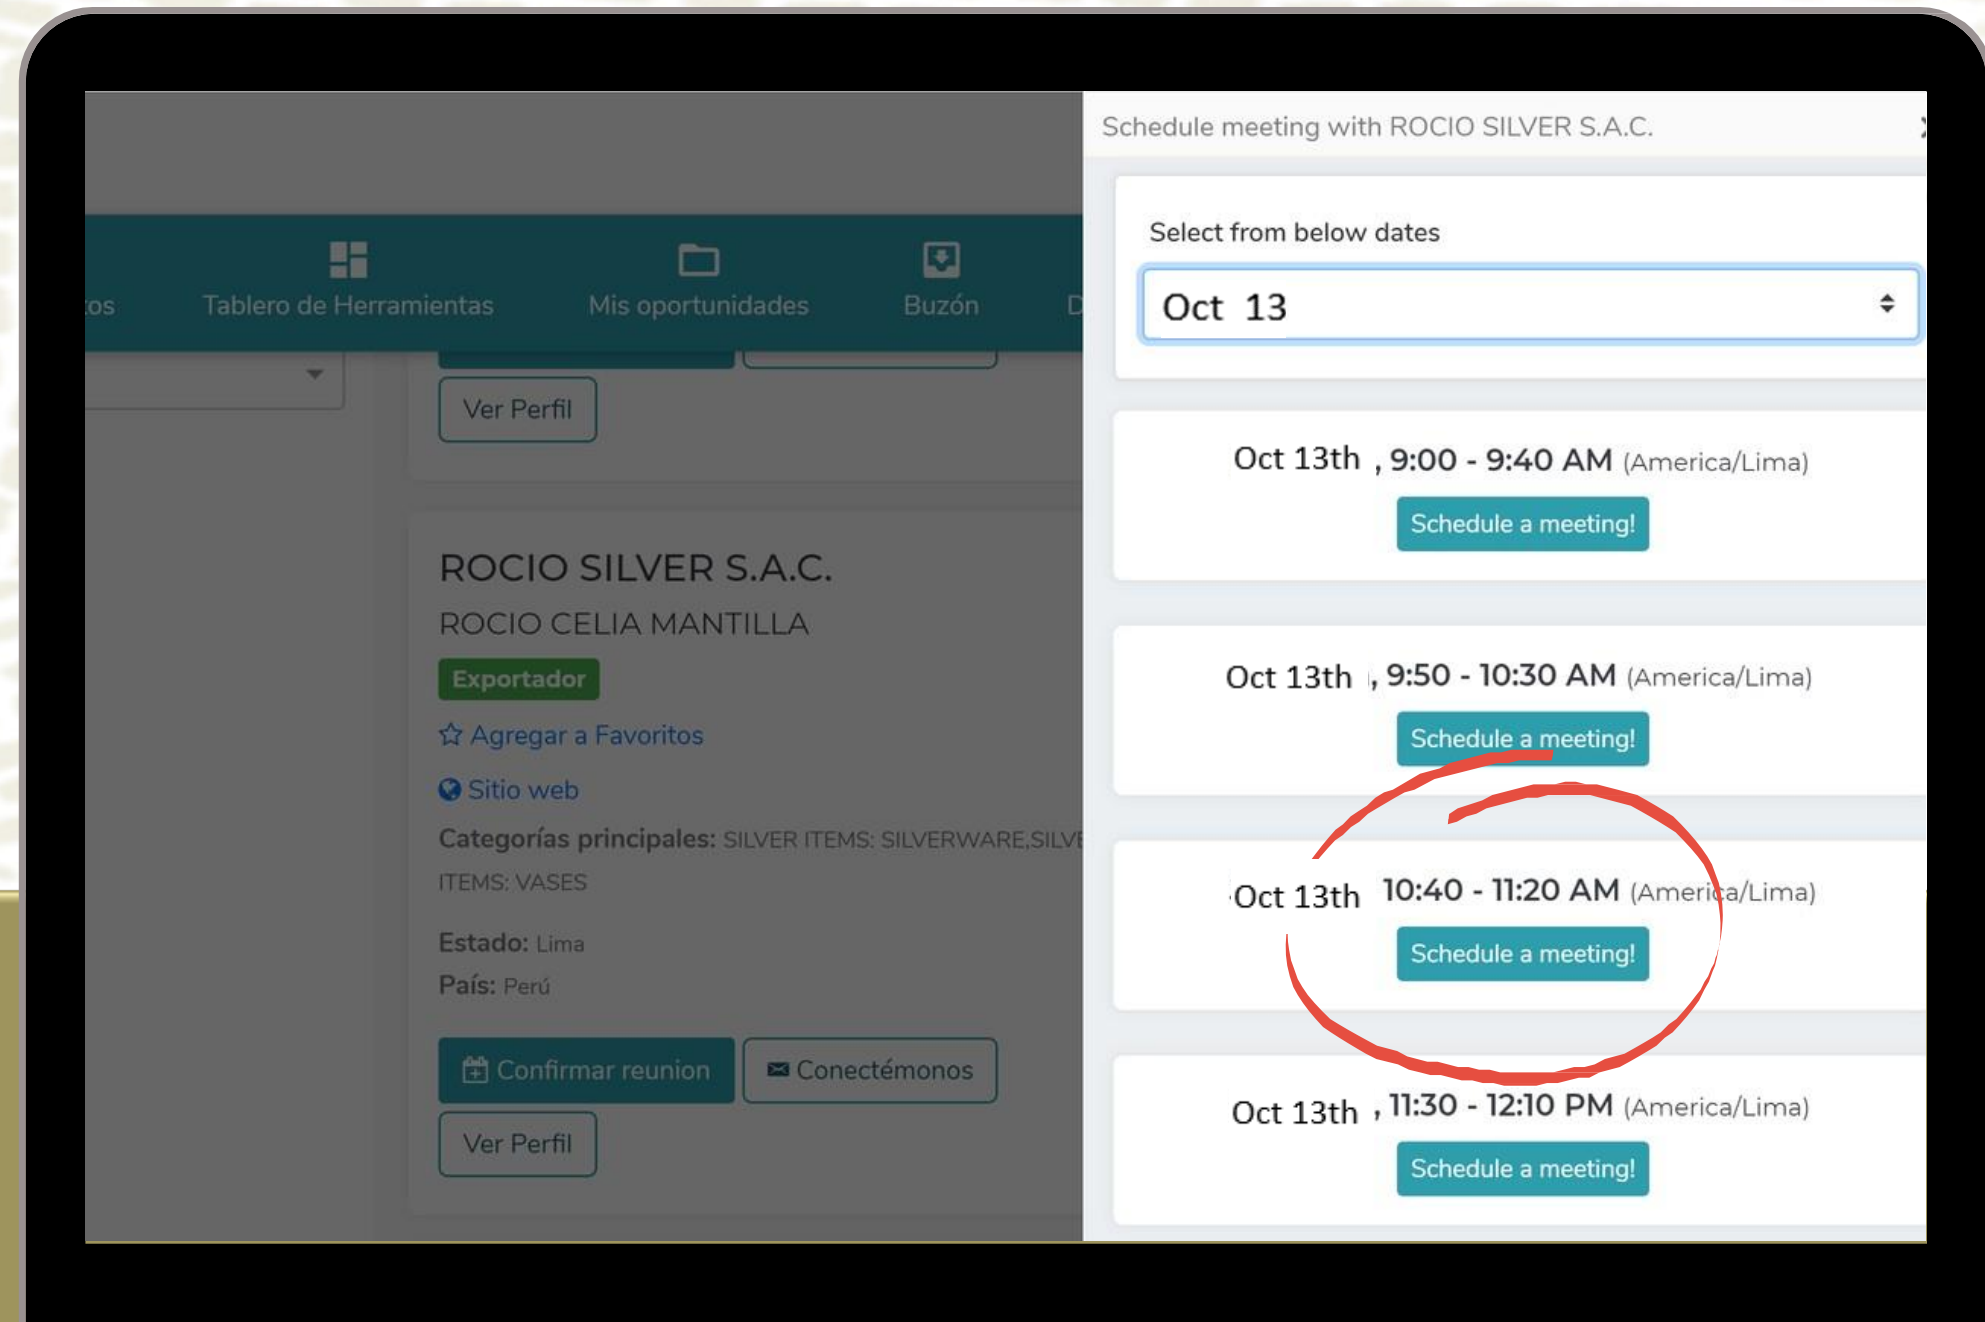 Schedule meeting with ROCIO SILVER S.A.C.
Select from below dates
Oct 13
Tablero de Herramientas
Mis oportunidades
Buzón
Ver Perfil
Oct 13th , 9:00 - 9:40 AM (America/Lima)
Schedule a meeting!
ROCIO SILVER S.A.C.
ROCIO CELIA MANTILLA
Exportador
Agregar a Favoritos
Sitio web
Categorías principales: SILVER ITEMS: SILVERWARE,
ITEMS: VASES
Estado: Lima
País: Perú
Confirmar reunion
Conectémonos
Ver Perfil
Oct 13th , 9:50 - 10:30 AM (America/Lima)
Schedule a meeting!
Oct 13th 10:40 - 11:20 AM (America/Lima)
Schedule a meeting!
Oct 13th , 11:30 - 12:10 PM (America/Lima)
Schedule a meeting!